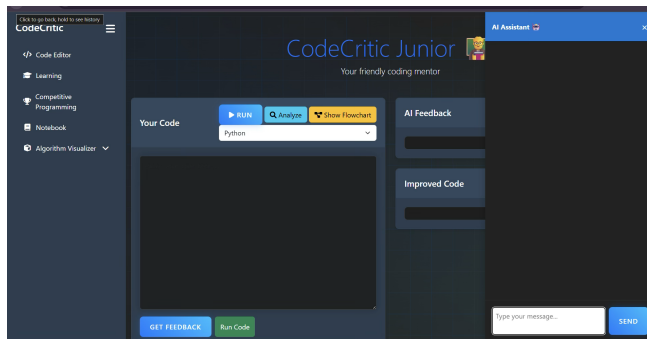 Click to go back, hold to see history
CodeCritic
Code Editor
Learning
Competitive
Programming
Notebook
Algorithm Visualizer
CodeCritic Junior
Your friendly coding mentor
Your Code
RUN
Analyze
Show Flowchart
Python
GET FEEDBACK
Run Code
AI Feedback
Improved Code
AI Assistant
×
Type your message...
SEND